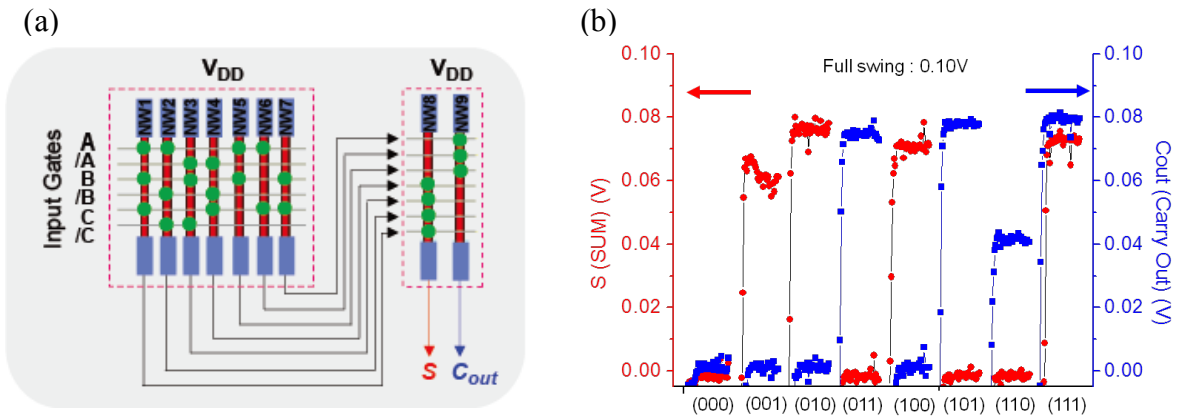 (a)
V_DD
V_DD
NW1
NW2
NW3
NW4
NW5
NW6
NW7
NW8
NW9
Input Gates
A
/A
B
/B
C
/C
S
C_out
(b)
Full swing : 0.10V
S (SUM) (V)
0.10
0.08
0.06
0.04
0.02
0.00
0.10
0.08
0.06
0.04
0.02
0.00
Cout (Carry Out) (V)
(000) (001) (010) (011) (100) (101) (110) (111)